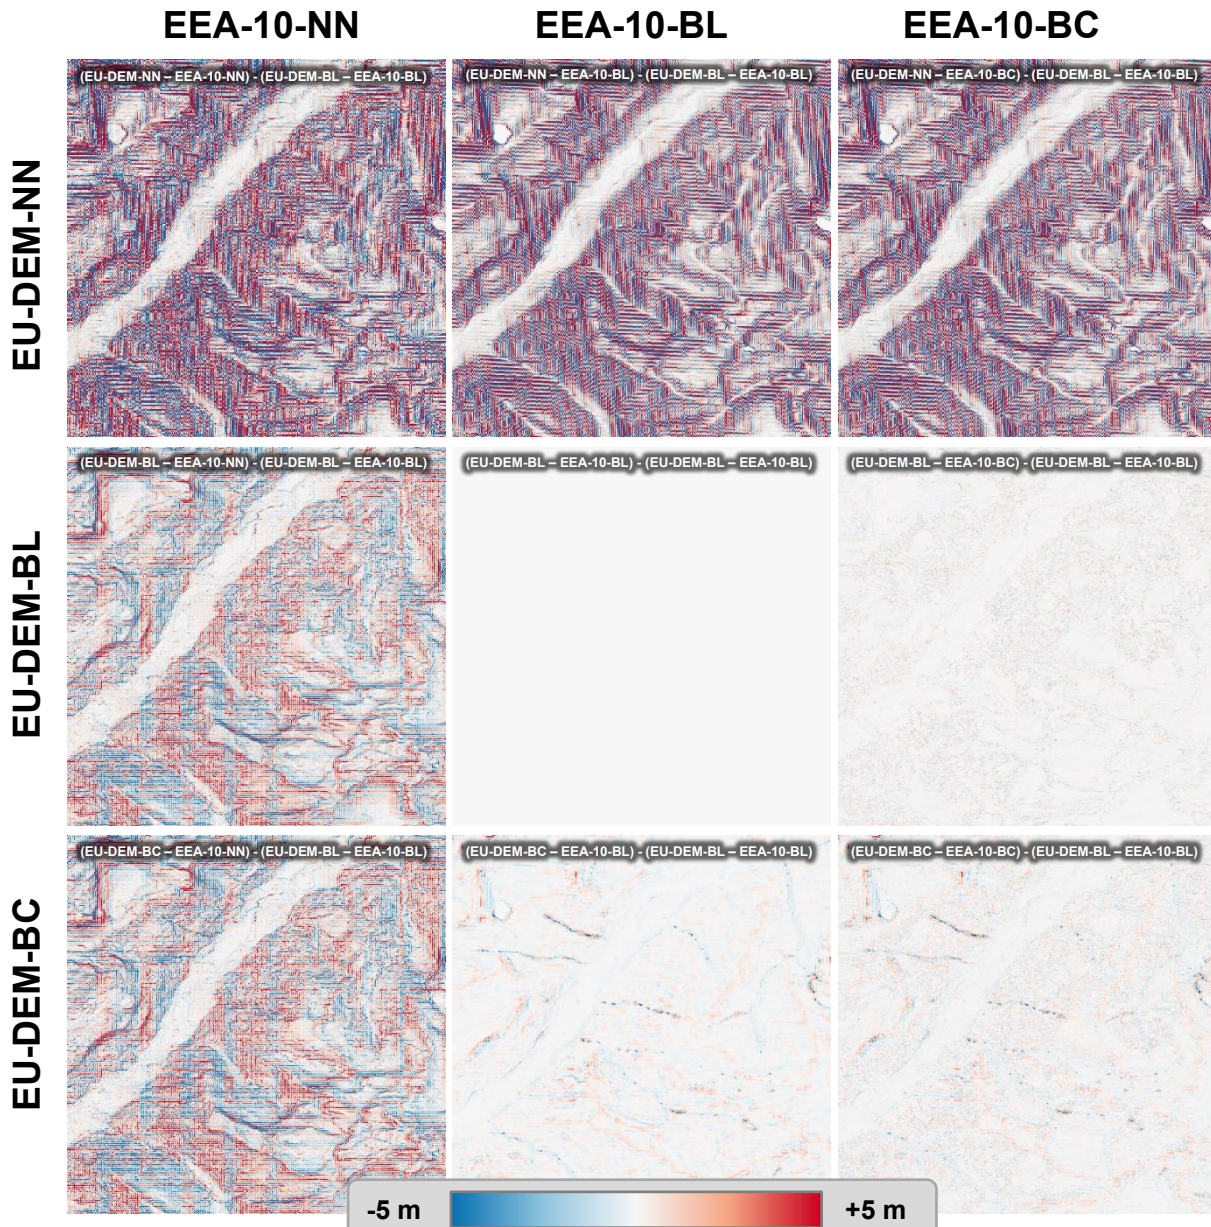 EEA-10-NN EEA-10-BL EEA-10-BC
EU-DEM-NN
(EU-DEM-NN – EEA-10-NN) - (EU-DEM-BL – EEA-10-BL)
(EU-DEM-NN – EEA-10-BL) - (EU-DEM-BL – EEA-10-BL)
(EU-DEM-NN – EEA-10-BC) - (EU-DEM-BL – EEA-10-BL)
EU-DEM-BL
(EU-DEM-BL – EEA-10-NN) - (EU-DEM-BL – EEA-10-BL)
(EU-DEM-BL – EEA-10-BL) - (EU-DEM-BL – EEA-10-BL)
(EU-DEM-BL – EEA-10-BC) - (EU-DEM-BL – EEA-10-BL)
EU-DEM-BC
(EU-DEM-BC – EEA-10-NN) - (EU-DEM-BL – EEA-10-BL)
(EU-DEM-BC – EEA-10-BL) - (EU-DEM-BL – EEA-10-BL)
(EU-DEM-BC – EEA-10-BC) - (EU-DEM-BL – EEA-10-BL)
-5 m +5 m